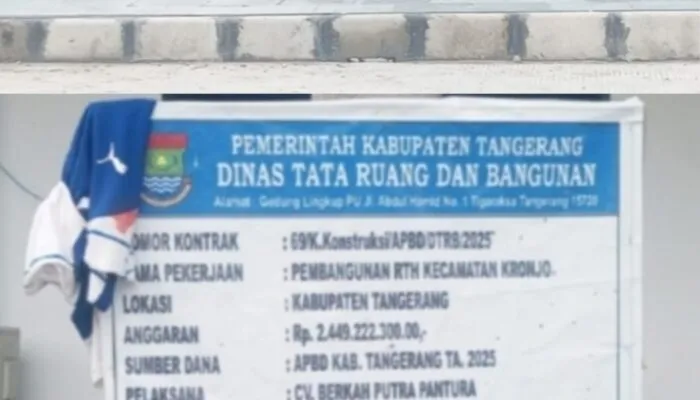 PEMERINTAH KABUPATEN TANGERANG
DINAS TATA RUANG DAN BANGUNAN
Alamat : Gedung Lingkup PU Jl. Abdul Hamid No. 1 Tigaraksa Tangerang 15720
NOMOR KONTRAK : 69/K.Konstruksi/APBD/DTRB/2025
NAMA PEKERJAAN : PEMBANGUNAN RTH KECAMATAN KRONJO
LOKASI : KABUPATEN TANGERANG
ANGGARAN : Rp. 2.449.222.300.00,-
SUMBER DANA : APBD KAB. TANGERANG TA. 2025
PELAKSANA : CV. BERKAH PUTRA PANTURA